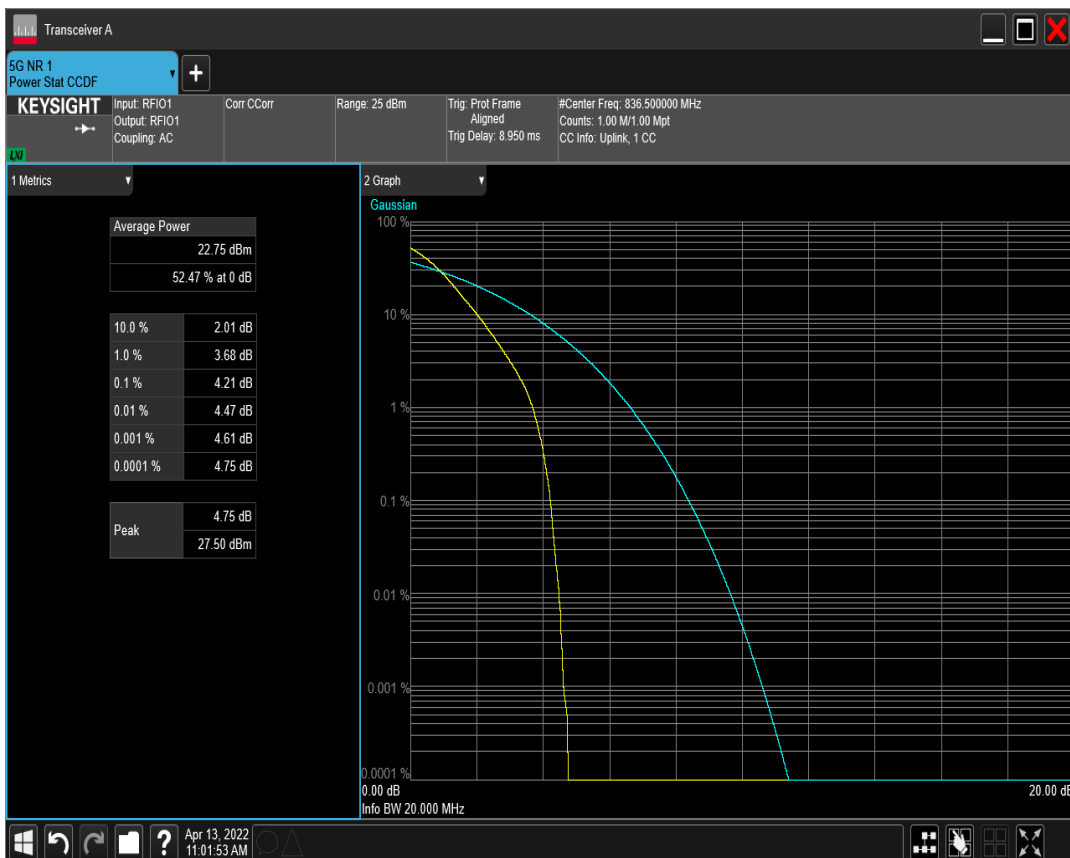 Transceiver A
5G NR 1
Power Stat CCDF
+
KEYSIGHT
LXI
Input: RFIO1
Output: RFIO1
Coupling: AC
Corr CCorr
Range: 25 dBm
Trig: Prot Frame
Aligned
Trig Delay: 8.950 ms
#Center Freq: 836.500000 MHz
Counts: 1.00 M/1.00 Mpt
CC Info: Uplink, 1 CC
1 Metrics
Average Power
22.75 dBm
52.47 % at 0 dB
10.0 % 2.01 dB
1.0 % 3.68 dB
0.1 % 4.21 dB
0.01 % 4.47 dB
0.001 % 4.61 dB
0.0001 % 4.75 dB
Peak
4.75 dB
27.50 dBm
2 Graph
Gaussian
100 %
10 %
1 %
0.1 %
0.01 %
0.001 %
0.0001 %
0.00 dB 20.00 dB
Info BW 20.000 MHz
?
Apr 13, 2022
11:01:53 AM